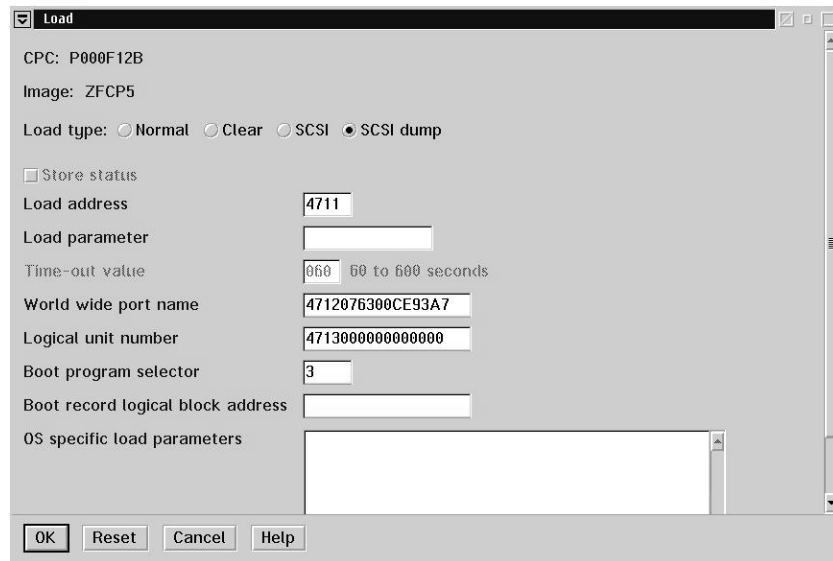 Load
CPC: P000F12B
Image: ZFCP5
Load type: Normal Clear SCSI SCSI dump
Store status
Load address 4711
Load parameter
Time-out value 060 60 to 600 seconds
World wide port name 4712076300CE93A7
Logical unit number 4713000000000000
Boot program selector 3
Boot record logical block address
OS specific load parameters
OK Reset Cancel Help